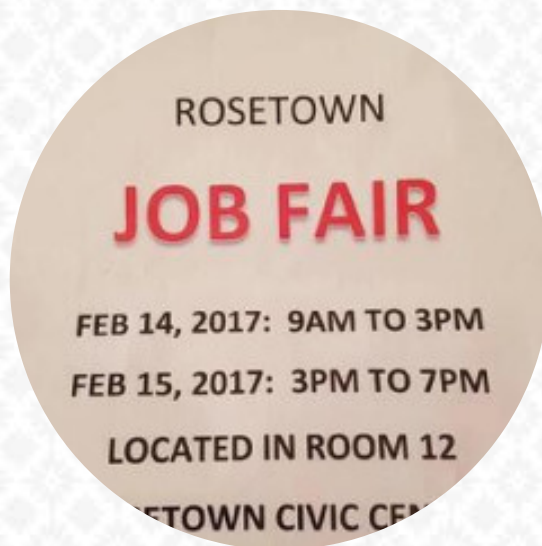 ROSETOWN
JOB FAIR
FEB 14, 2017: 9AM TO 3PM
FEB 15, 2017: 3PM TO 7PM
LOCATED IN ROOM 12
TOWN CIVIC